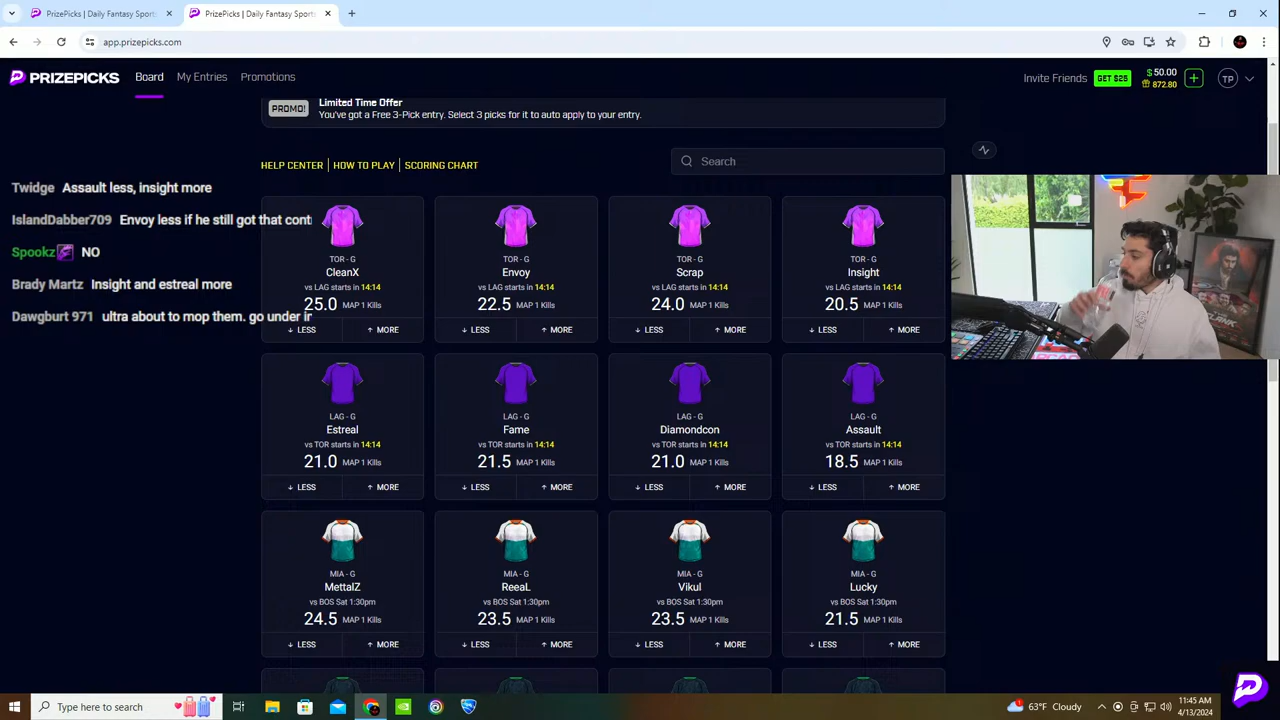 PrizePicks | Daily Fantasy Sports
PrizePicks | Daily Fantasy Sports
app.prizepicks.com
PRIZEPICKS Board My Entries Promotions Invite Friends GET $25 $50.00 872.80 TP
PROMO! Limited Time Offer
You've got a Free 3-Pick entry. Select 3 picks for it to auto apply to your entry.
HELP CENTER | HOW TO PLAY | SCORING CHART
Search
Twidge Assault less, insight more
IslandDabber709 Envoy less if he still got that cont
Spookz NO
Brady Martz Insight and estreal more
Dawgburt 971 ultra about to mop them. go under in
TOR - G TOR - G TOR - G TOR - G
CleanX Envoy Scrap Insight
vs LAG starts in 14:14 vs LAG starts in 14:14 vs LAG starts in 14:14 vs LAG starts in 14:14
25.0 MAP 1 Kills 22.5 MAP 1 Kills 24.0 MAP 1 Kills 20.5 MAP 1 Kills
↓ LESS ↑ MORE ↓ LESS ↑ MORE ↓ LESS ↑ MORE ↓ LESS ↑ MORE
LAG - G LAG - G LAG - G LAG - G
Estreal Fame Diamondcon Assault
vs TOR starts in 14:14 vs TOR starts in 14:14 vs TOR starts in 14:14 vs TOR starts in 14:14
21.0 MAP 1 Kills 21.5 MAP 1 Kills 21.0 MAP 1 Kills 18.5 MAP 1 Kills
↓ LESS ↑ MORE ↓ LESS ↑ MORE ↓ LESS ↑ MORE ↓ LESS ↑ MORE
MIA - G MIA - G MIA - G MIA - G
MettalZ ReeaL Vikul Lucky
vs BOS Sat 1:30pm vs BOS Sat 1:30pm vs BOS Sat 1:30pm vs BOS Sat 1:30pm
24.5 MAP 1 Kills 23.5 MAP 1 Kills 23.5 MAP 1 Kills 21.5 MAP 1 Kills
↓ LESS ↑ MORE ↓ LESS ↑ MORE ↓ LESS ↑ MORE ↓ LESS ↑ MORE
Type here to search
63°F Cloudy
11:45 AM
4/13/2024